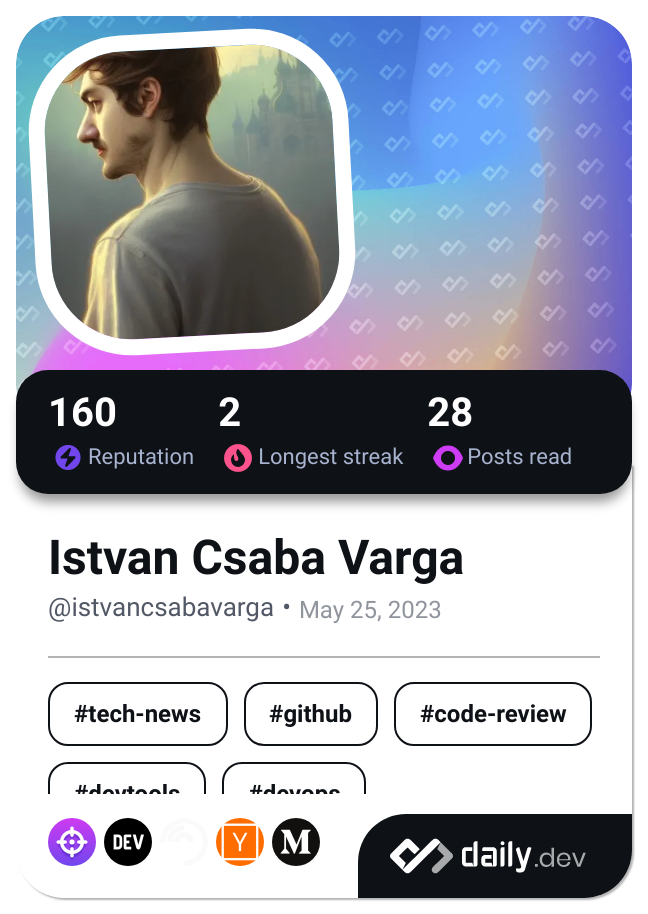 160 2 28
Reputation Longest streak Posts read
Istvan Csaba Varga
@istvancsabavarga • May 25, 2023
#tech-news #github #code-review
#devtools #devops
DEV Y M daily.dev